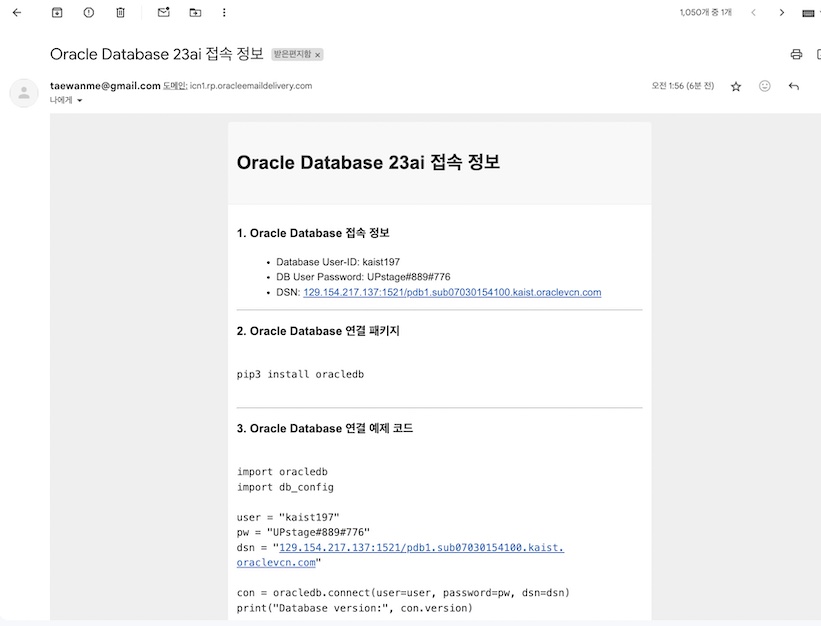 1,050개 중 1개
Oracle Database 23ai 접속 정보 받은편지함 ×
taewanme@gmail.com 도메인: icn1.rp.oracleemaildelivery.com
오전 1:56 (6분 전)
나에게
Oracle Database 23ai 접속 정보
1. Oracle Database 접속 정보
• Database User-ID: kaist197
• DB User Password: UPstage#889#776
• DSN: 129.154.217.137:1521/pdb1.sub07030154100.kaist.oraclevcn.com
2. Oracle Database 연결 패키지
pip3 install oracledb
3. Oracle Database 연결 예제 코드
import oracledb
import db_config
user = "kaist197"
pw = "UPstage#889#776"
dsn = "129.154.217.137:1521/pdb1.sub07030154100.kaist.
oraclevcn.com"
con = oracledb.connect(user=user, password=pw, dsn=dsn)
print("Database version:", con.version)